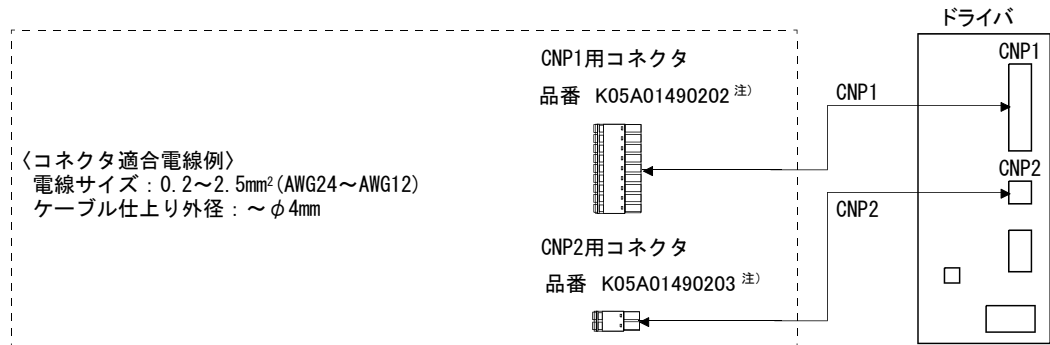 ドライバ
CNP1用コネクタ
品番 K05A01490202 注)
CNP1
CNP1
〈コネクタ適合電線例〉
電線サイズ：0.2～2.5mm²(AWG24～AWG12)
ケーブル仕上り外径：～φ4mm
CNP2
CNP2
CNP2用コネクタ
品番 K05A01490203 注)